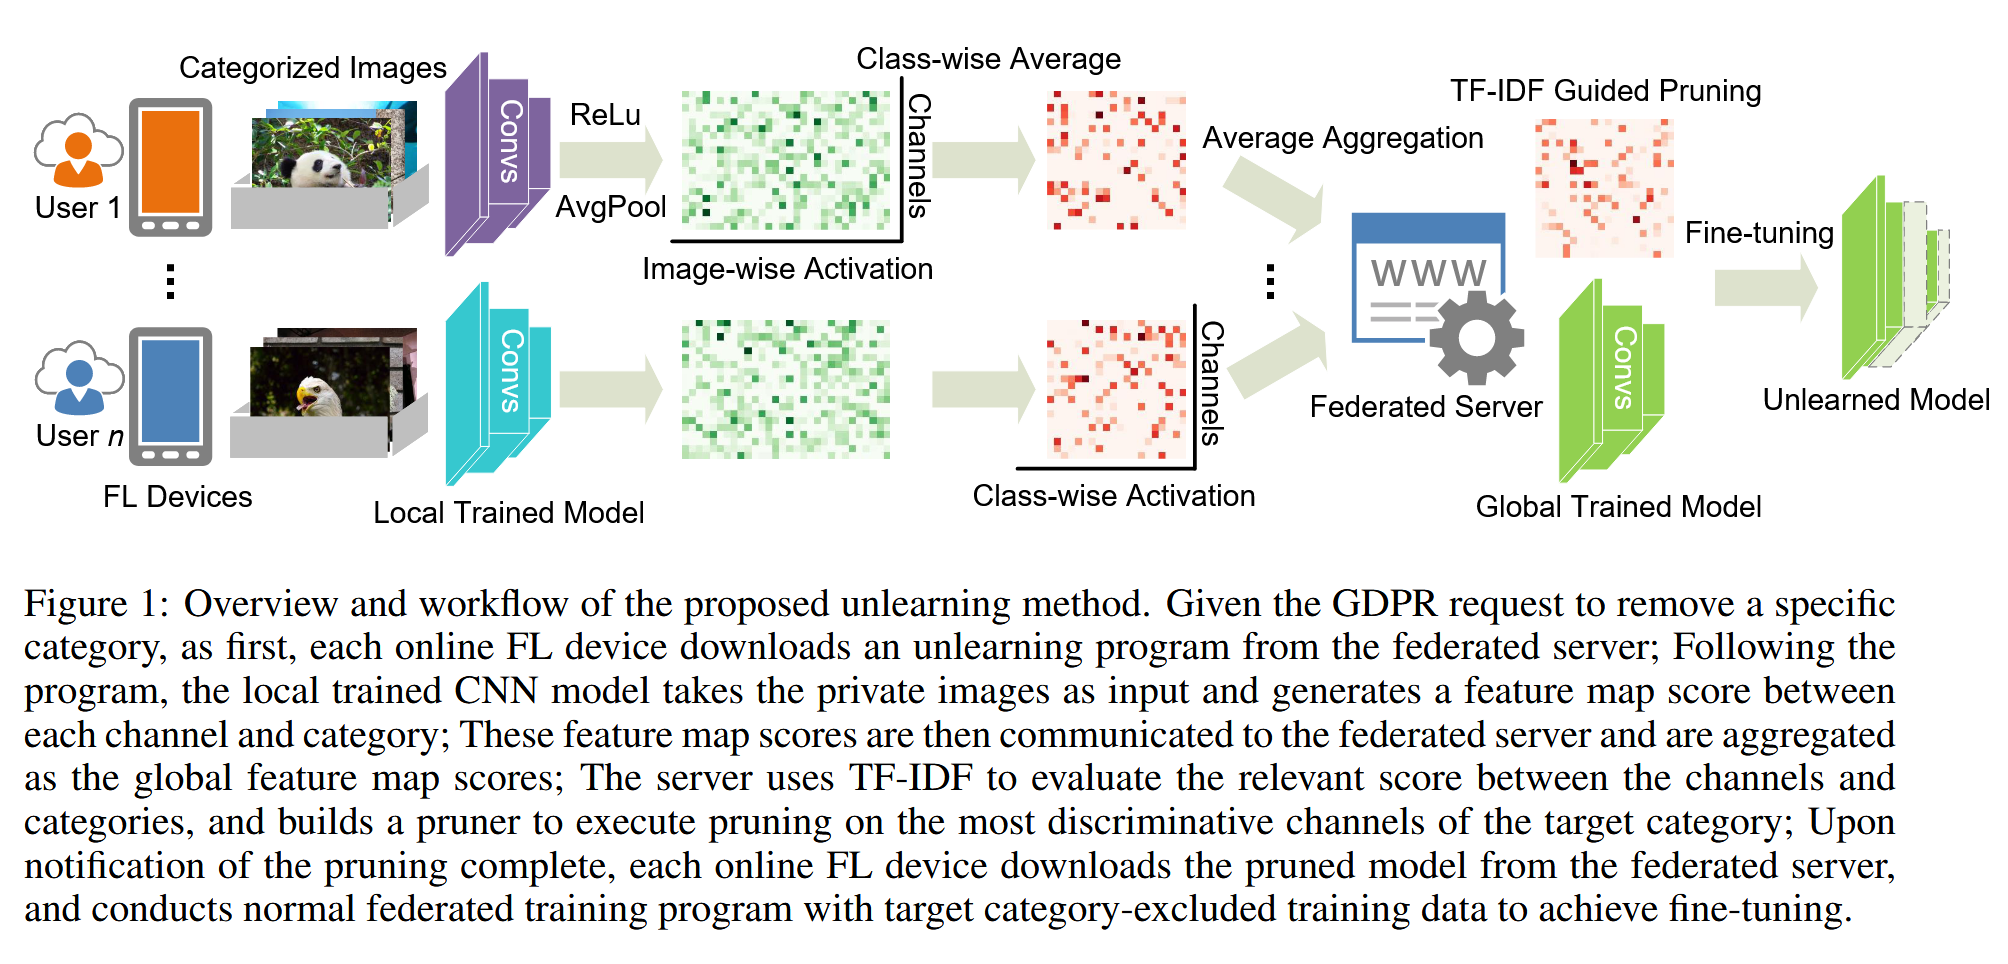 Categorized Images
Class-wise Average
TF-IDF Guided Pruning
Convs
ReLu
AvgPool
Channels
Average Aggregation
User 1
Image-wise Activation
Fine-tuning
WWW
Convs
Channels
Convs
Federated Server
Unlearned Model
User n
FL Devices
Local Trained Model
Class-wise Activation
Global Trained Model
Figure 1: Overview and workflow of the proposed unlearning method. Given the GDPR request to remove a specific
category, as first, each online FL device downloads an unlearning program from the federated server; Following the
program, the local trained CNN model takes the private images as input and generates a feature map score between
each channel and category; These feature map scores are then communicated to the federated server and are aggregated
as the global feature map scores; The server uses TF-IDF to evaluate the relevant score between the channels and
categories, and builds a pruner to execute pruning on the most discriminative channels of the target category; Upon
notification of the pruning complete, each online FL device downloads the pruned model from the federated server,
and conducts normal federated training program with target category-excluded training data to achieve fine-tuning.